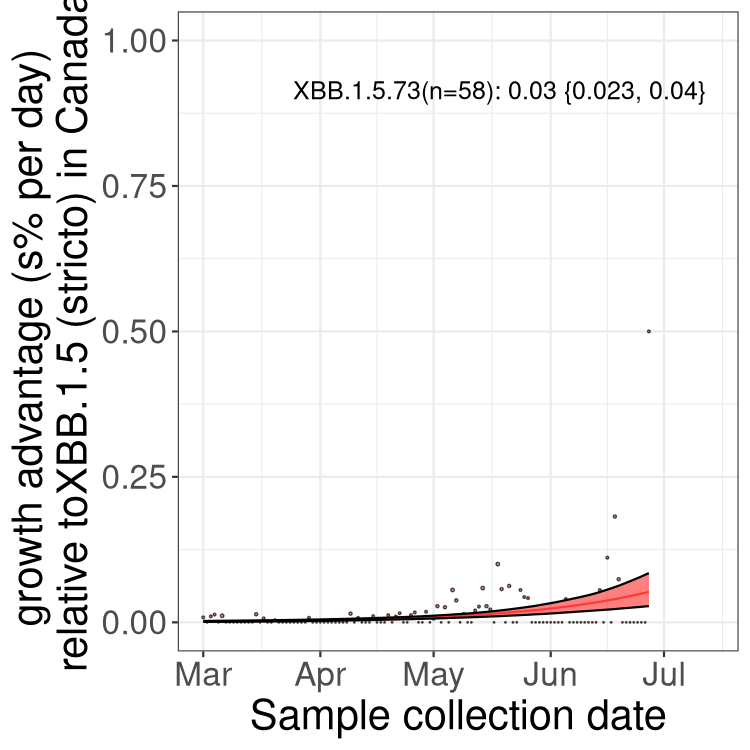 growth advantage (s% per day)
relative toXBB.1.5 (stricto) in Canada
1.00
XBB.1.5.73(n=58): 0.03 {0.023, 0.04}
0.75
0.50
0.25
0.00
Mar Apr May Jun Jul
Sample collection date